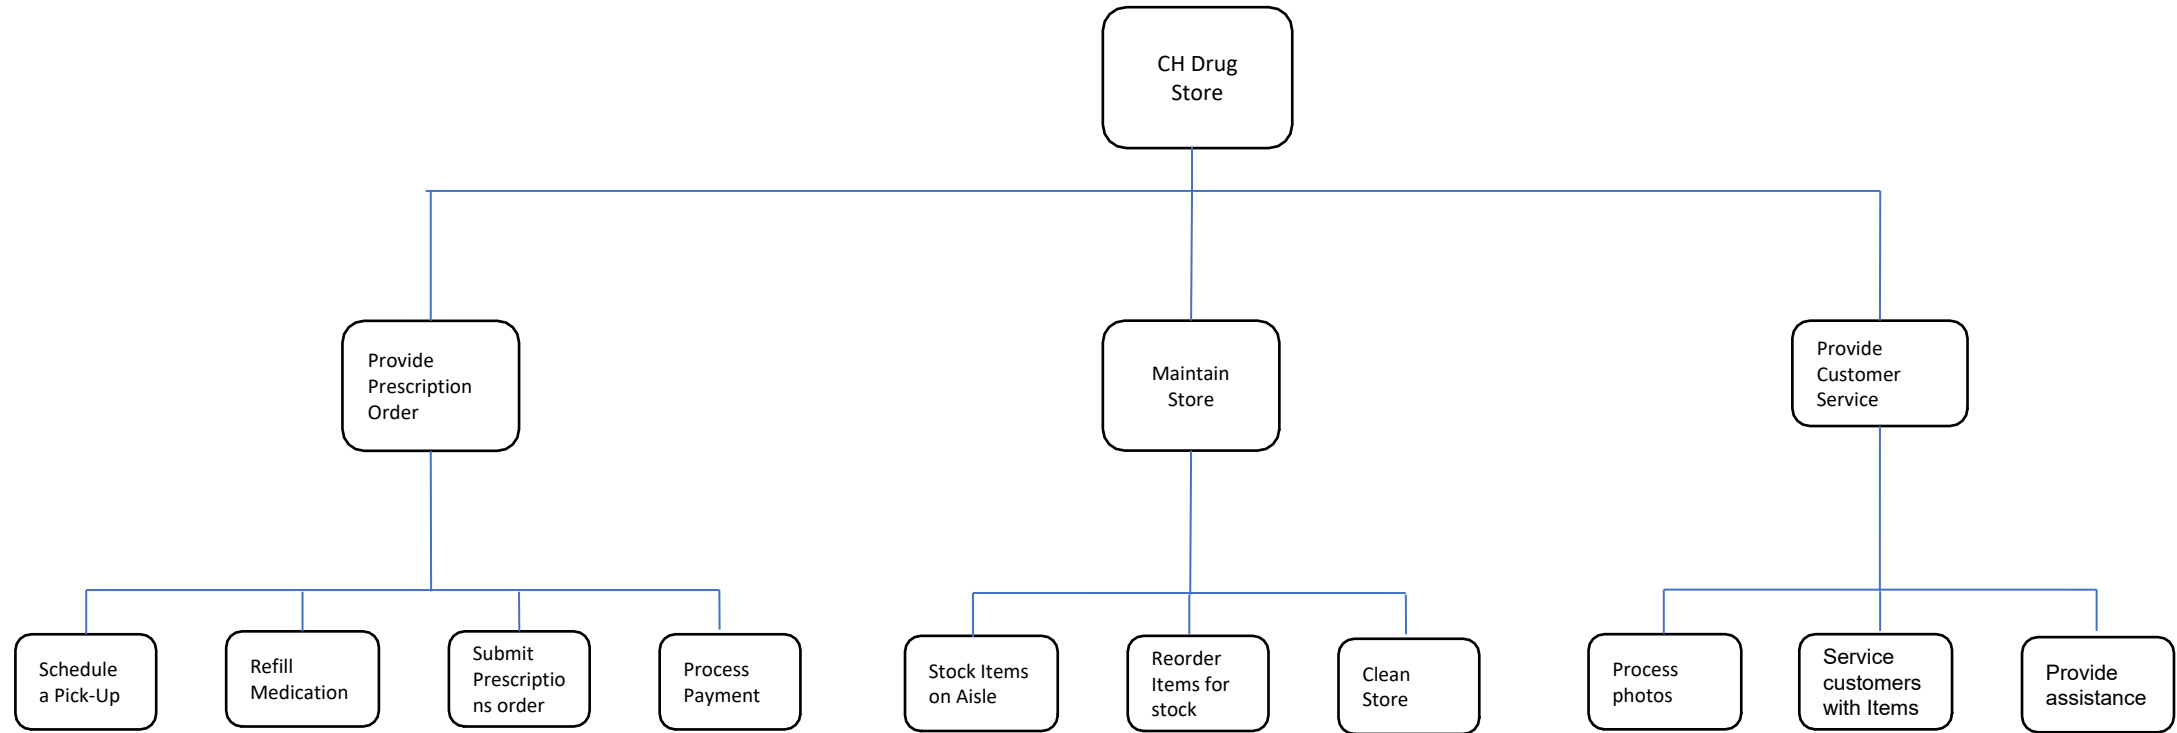 CH Drug
Store
Provide
Prescription
Order
Maintain
Store
Provide
Customer
Service
Schedule
a Pick-Up
Refill
Medication
Submit
Prescriptio
ns order
Process
Payment
Stock Items
on Aisle
Reorder
Items for
stock
Clean
Store
Process
photos
Service
customers
with Items
Provide
assistance